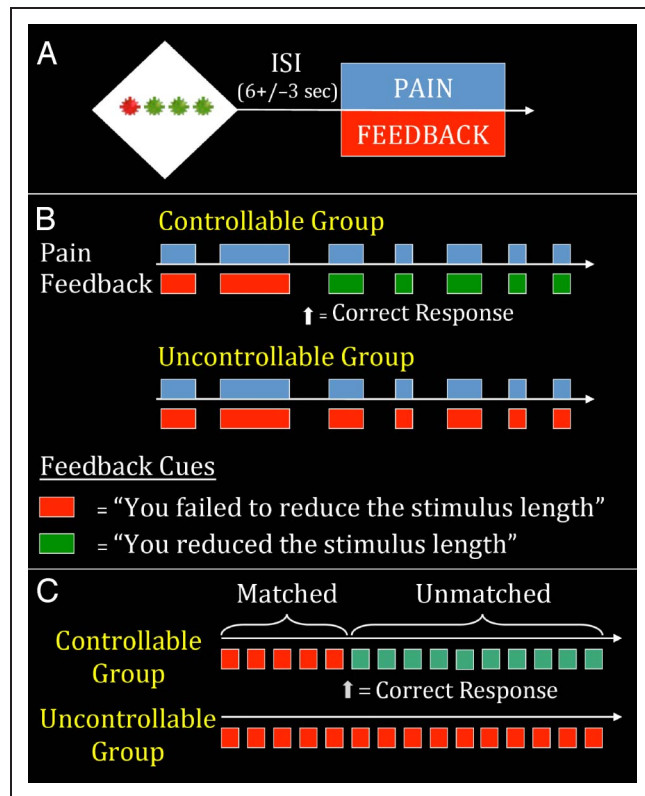 A
ISI
(6+/–3 sec)
PAIN
FEEDBACK
B
Controllable Group
Pain
Feedback
⬆ = Correct Response
Uncontrollable Group
Feedback Cues
= “You failed to reduce the stimulus length”
= “You reduced the stimulus length”
C
Matched
Unmatched
Controllable
Group
⬆ = Correct Response
Uncontrollable
Group